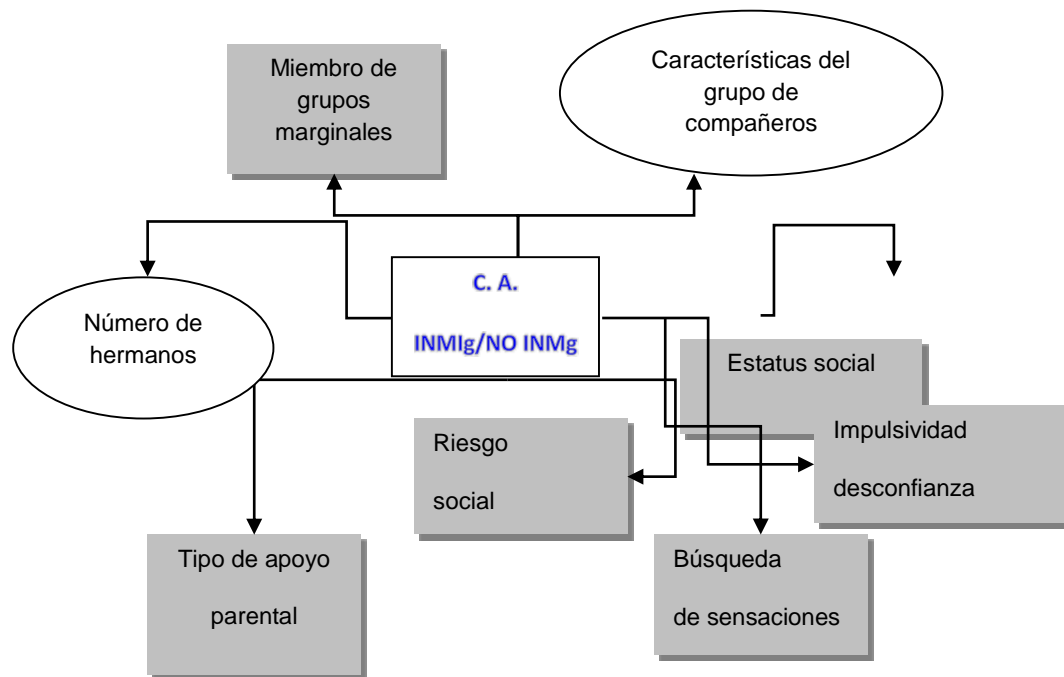 Miembro de
grupos
marginales
Características del
grupo de
compañeros
C. A.
INMIg/NO INMg
Número de
hermanos
Estatus social
Riesgo
social
Impulsividad
desconfianza
Tipo de apoyo
parental
Búsqueda
de sensaciones